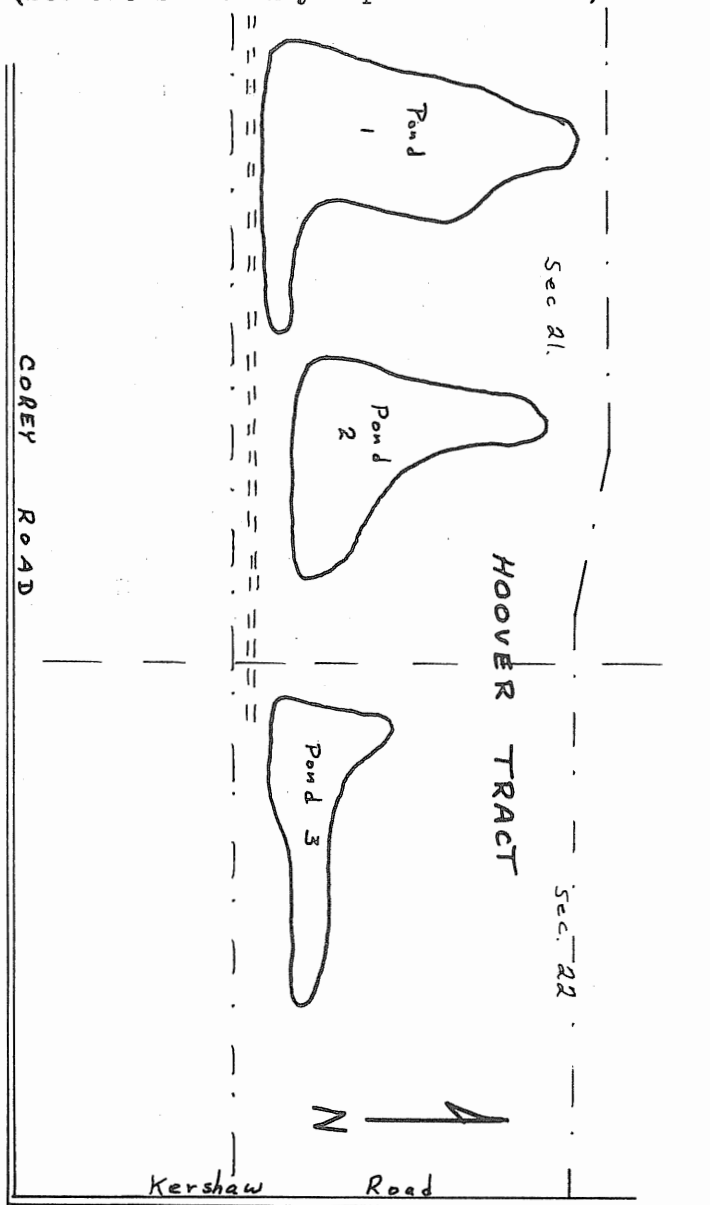 Sec 21.
Sec. 22
HOOVER TRACT
Pond
1
Pond
2
Pond 3
N
COREY ROAD
Kershaw Road